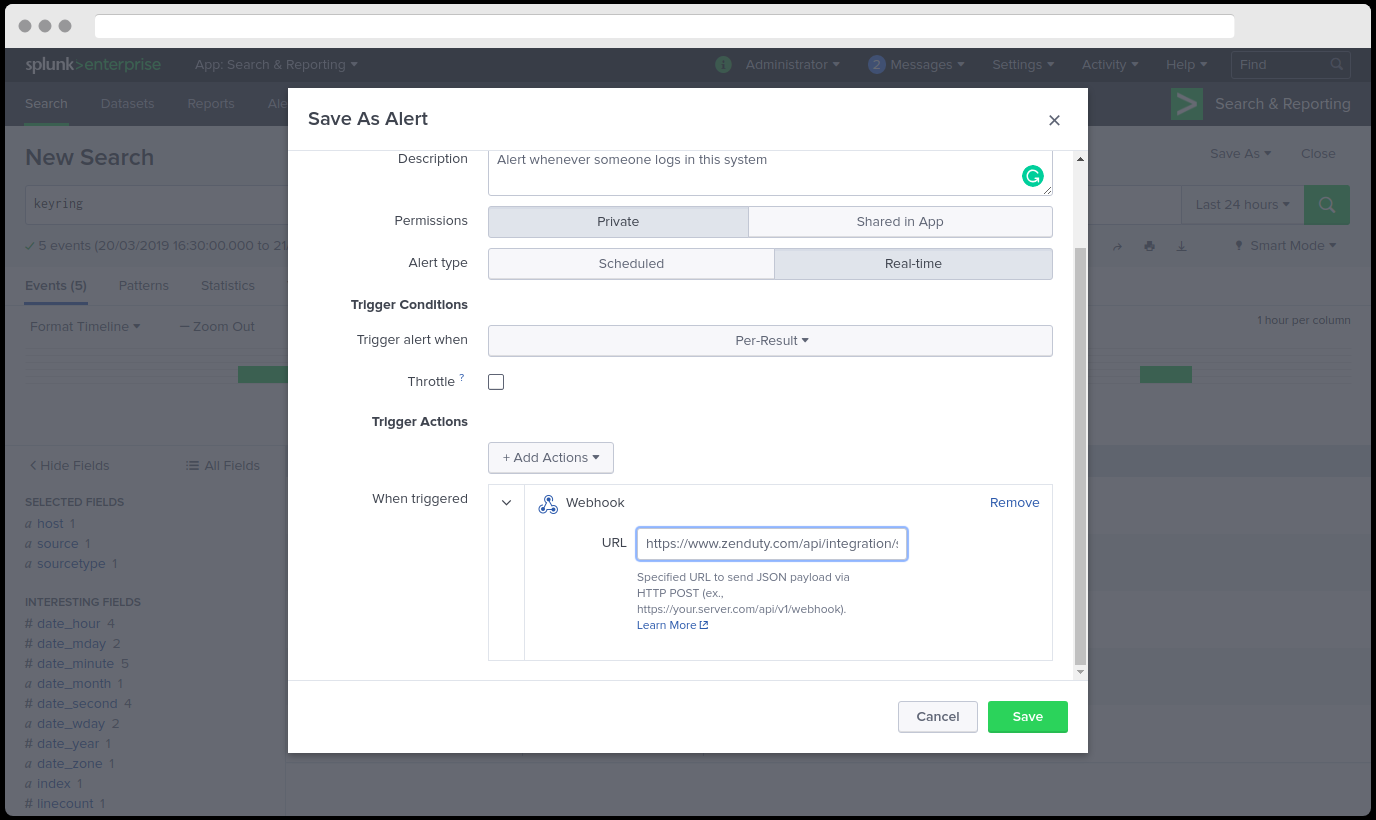 splunk>enterprise App: Search & Reporting i Administrator 2 Messages Settings Activity Help Find
Search Datasets Reports Ale Search & Reporting
Save As Alert
New Search Save As Close
Description Alert whenever someone logs in this system
keyring Last 24 hours
Permissions Private Shared in App
5 events (20/03/2019 16:30:00.000 to 21/ Smart Mode
Alert type Scheduled Real-time
Events (5) Patterns Statistics
Trigger Conditions
Format Timeline — Zoom Out 1 hour per column
Trigger alert when Per-Result
Throttle ?
Trigger Actions
+ Add Actions
Hide Fields All Fields
When triggered Webhook Remove
URL https://www.zenduty.com/api/integration/s
Specified URL to send JSON payload via
HTTP POST (ex.,
https://your.server.com/api/v1/webhook).
Learn More
SELECTED FIELDS
a host 1
a source 1
a sourcetype 1
INTERESTING FIELDS
# date_hour 4
# date_mday 2
# date_minute 5
a date_month 1
# date_second 4
a date_wday 2
# date_year 1
a date_zone 1
a index 1
# linecount 1
Cancel Save